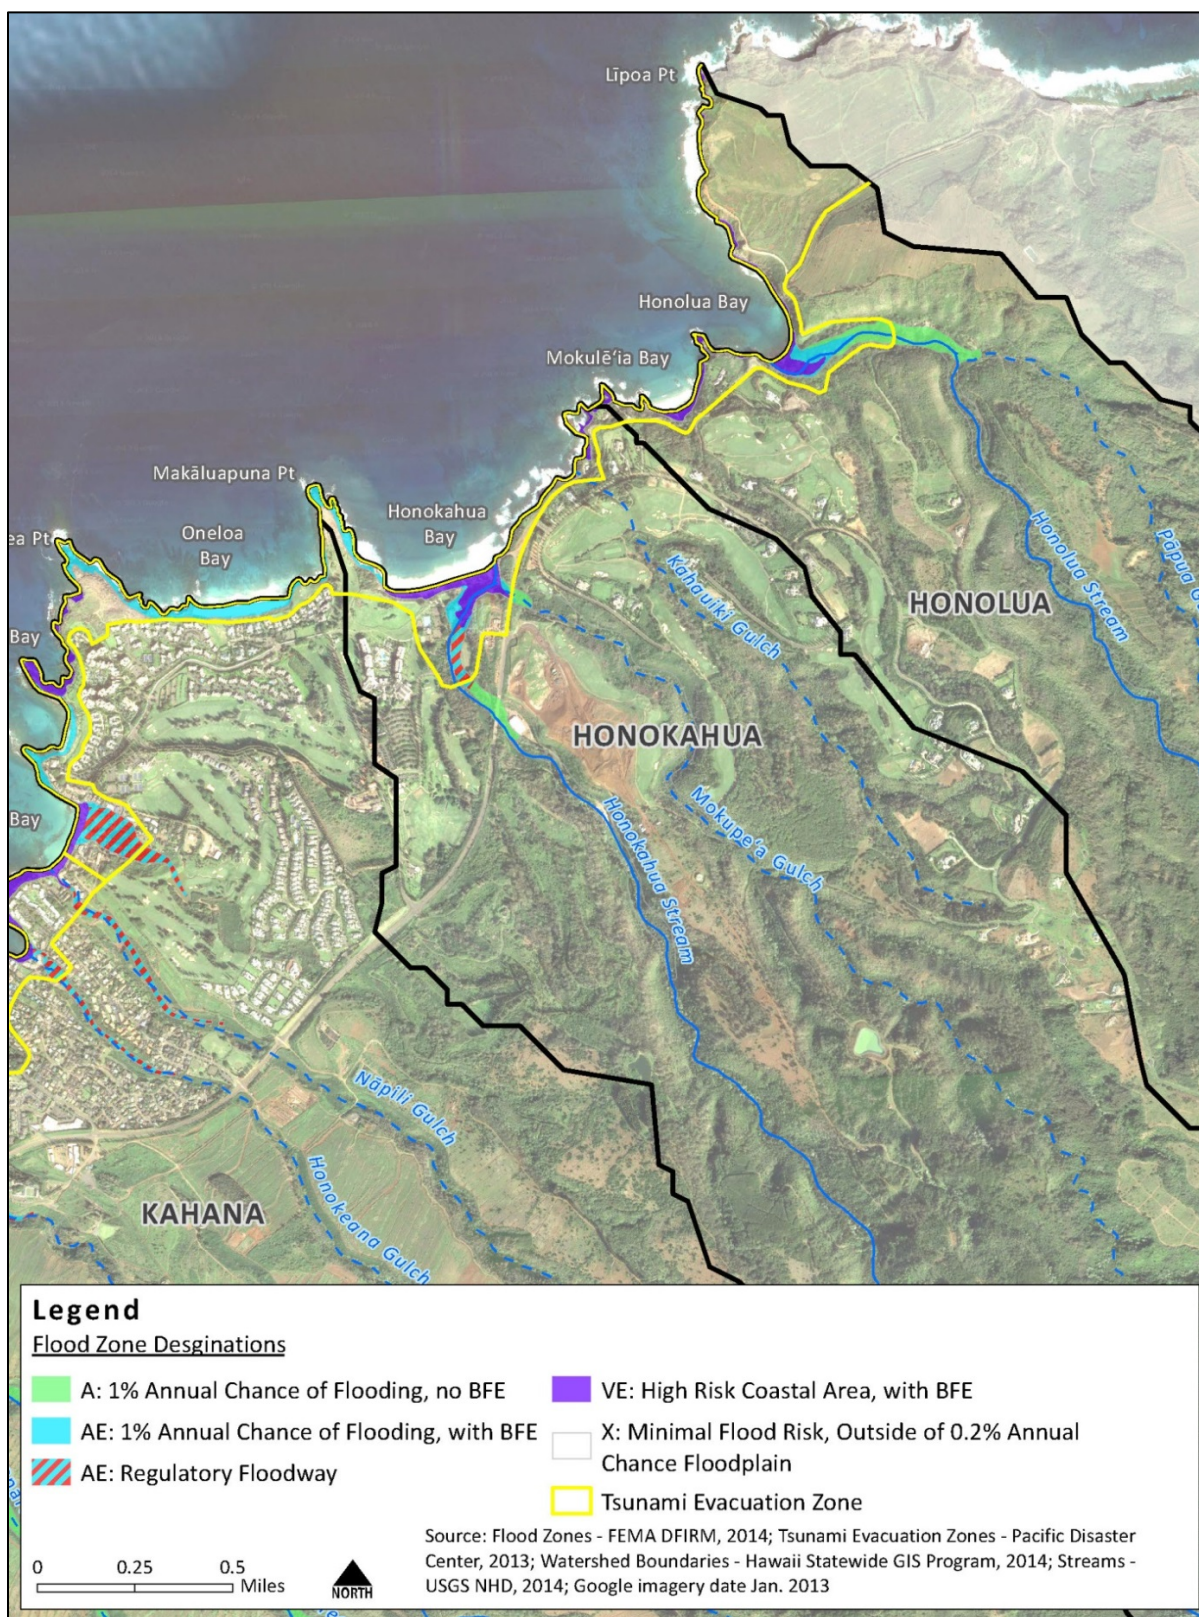 Līpoa Pt
Honolua Bay
Mokulē‘ia Bay
Makāluapuna Pt
Honokahua
Bay
Oneloa
Bay
ea Pt
Bay
Bay
Kahauiki Gulch
HONOLUA
Honolua Stream
Pāpua G
HONOKAHUA
Mokupe‘a Gulch
Honokahua Stream
Nāpili Gulch
Honokeana Gulch
KAHANA
Legend
Flood Zone Desginations
A: 1% Annual Chance of Flooding, no BFE
AE: 1% Annual Chance of Flooding, with BFE
AE: Regulatory Floodway
VE: High Risk Coastal Area, with BFE
X: Minimal Flood Risk, Outside of 0.2% Annual
Chance Floodplain
Tsunami Evacuation Zone
Source: Flood Zones - FEMA DFIRM, 2014; Tsunami Evacuation Zones - Pacific Disaster
Center, 2013; Watershed Boundaries - Hawaii Statewide GIS Program, 2014; Streams -
USGS NHD, 2014; Google imagery date Jan. 2013
0 0.25 0.5
Miles
NORTH